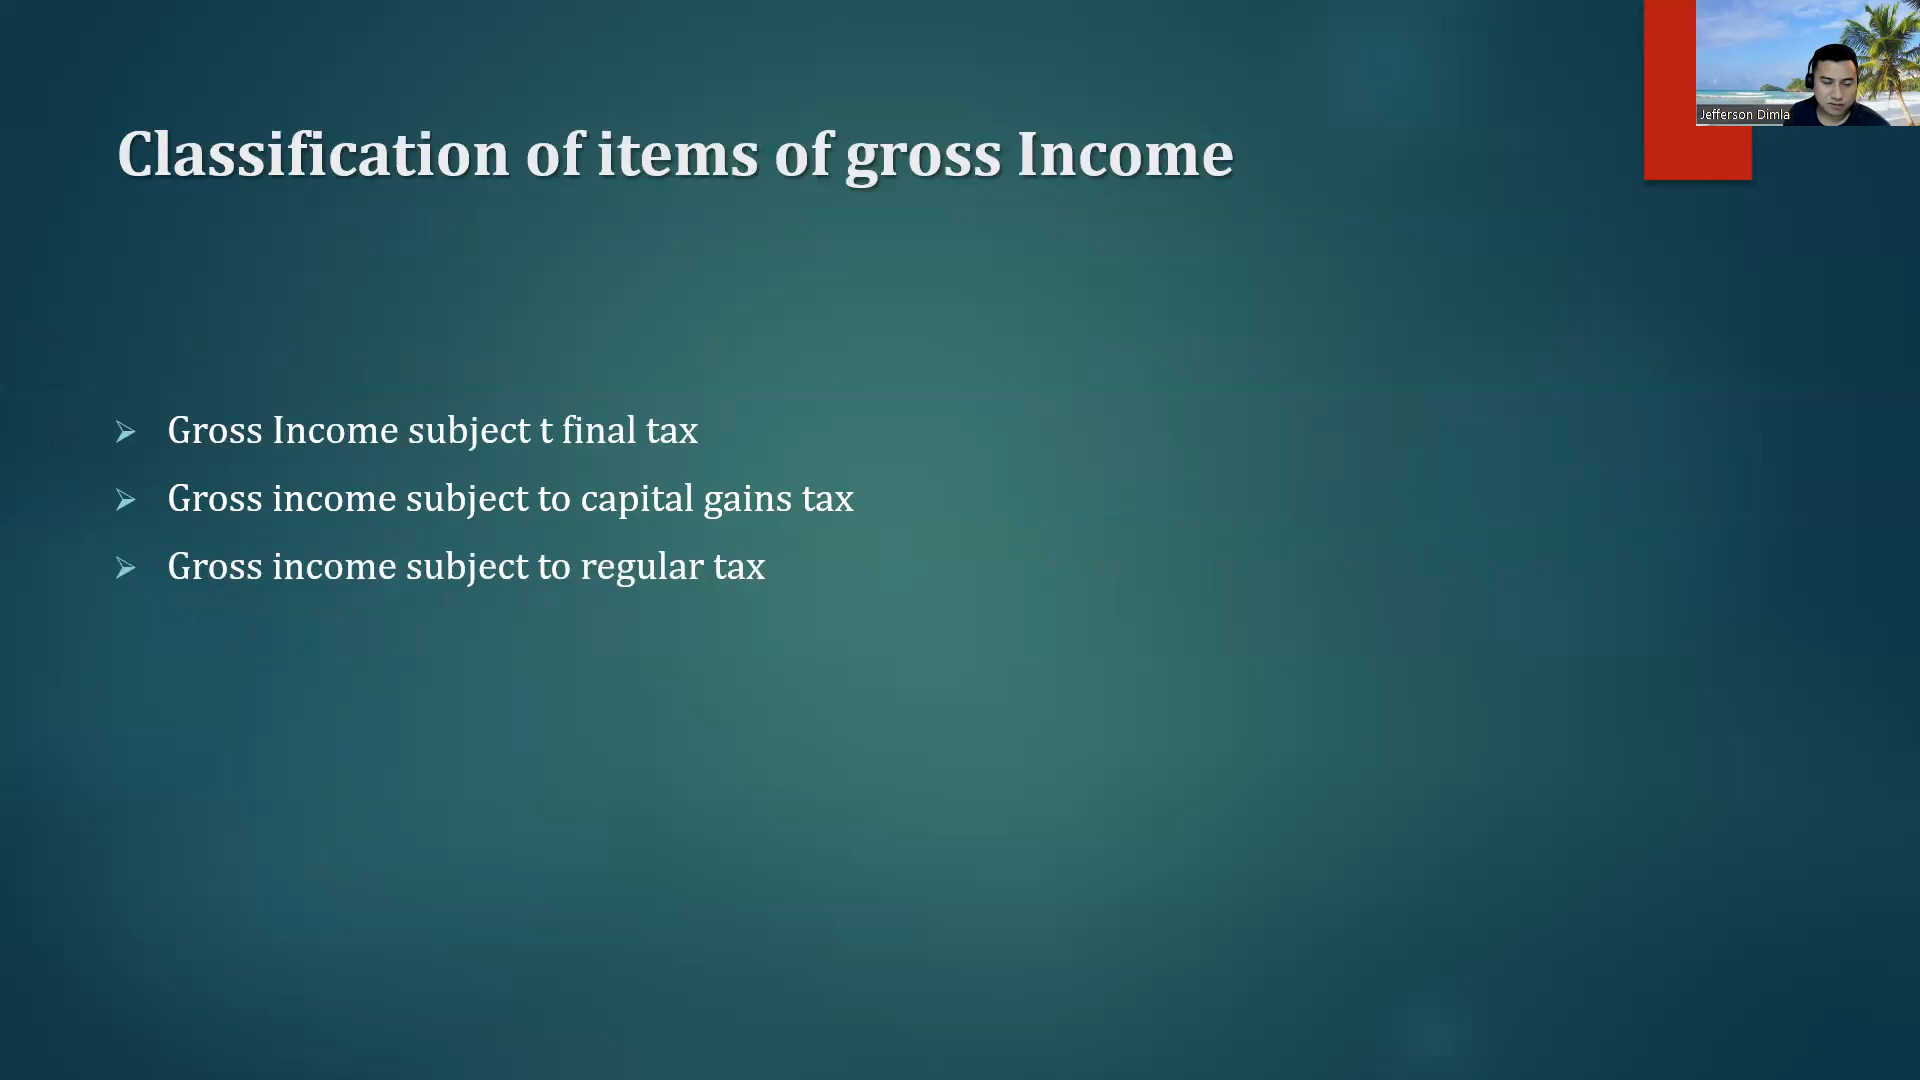 Classification of items of gross Income
Jefferson Dimla
Gross Income subject t final tax
Gross income subject to capital gains tax
Gross income subject to regular tax